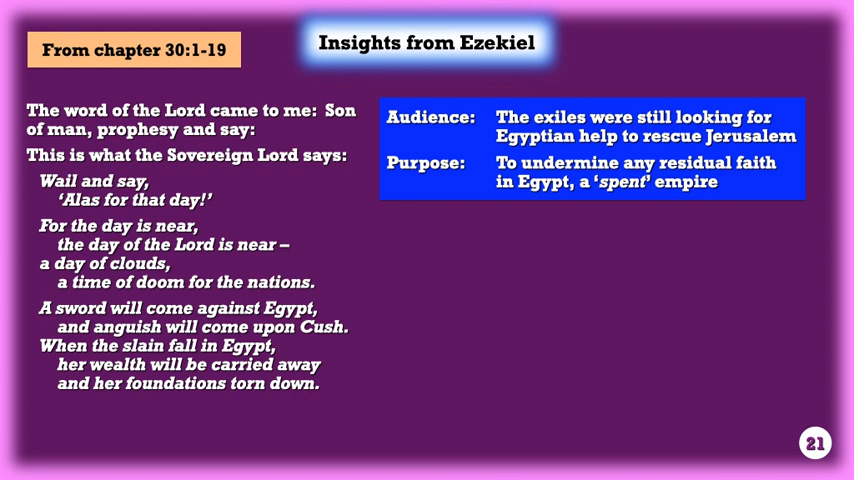 From chapter 30:1-19
Insights from Ezekiel
The word of the Lord came to me: Son
of man, prophesy and say:
This is what the Sovereign Lord says:
Wail and say,
‘Alas for that day!’
For the day is near,
the day of the Lord is near –
a day of clouds,
a time of doom for the nations.
A sword will come against Egypt,
and anguish will come upon Cush.
When the slain fall in Egypt,
her wealth will be carried away
and her foundations torn down.
Audience: The exiles were still looking for
Egyptian help to rescue Jerusalem
Purpose: To undermine any residual faith
in Egypt, a ‘spent’ empire
21